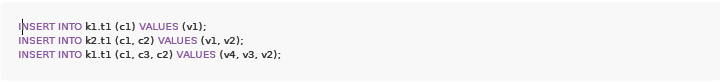 INSERT INTO k1.t1 (c1) VALUES (v1);
INSERT INTO k2.t1 (c1, c2) VALUES (v1, v2);
INSERT INTO k1.t1 (c1, c3, c2) VALUES (v4, v3, v2);